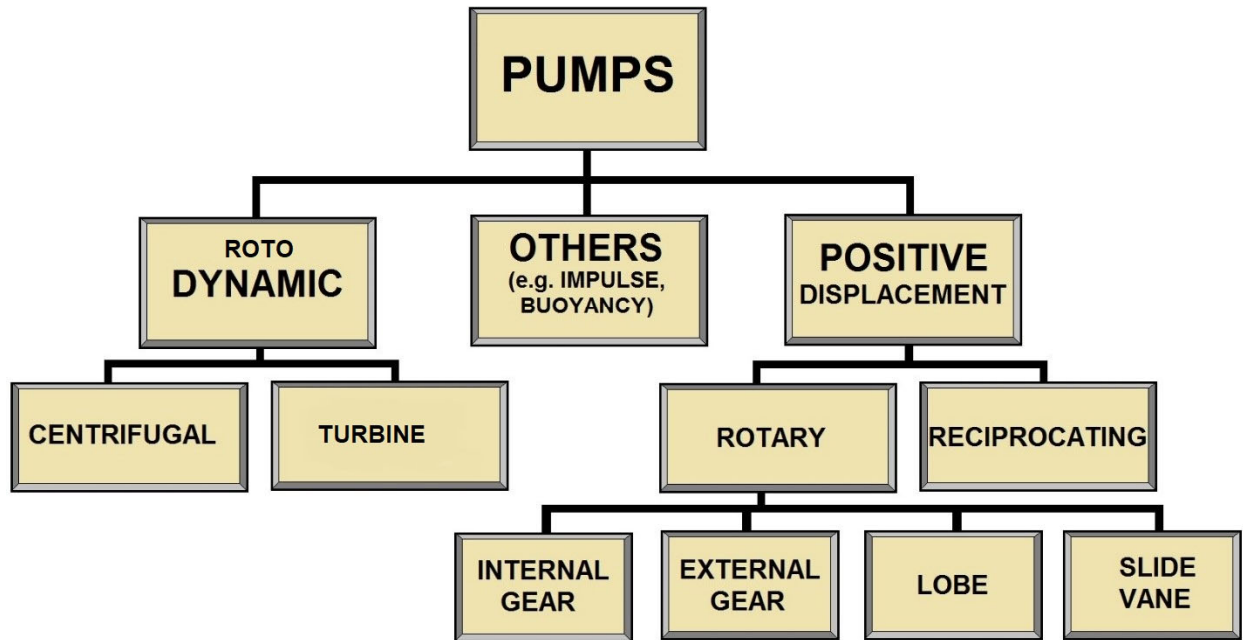 PUMPS
ROTO
DYNAMIC
OTHERS
(e.g. IMPULSE,
BUOYANCY)
POSITIVE
DISPLACEMENT
CENTRIFUGAL
TURBINE
ROTARY
RECIPROCATING
INTERNAL
GEAR
EXTERNAL
GEAR
LOBE
SLIDE
VANE